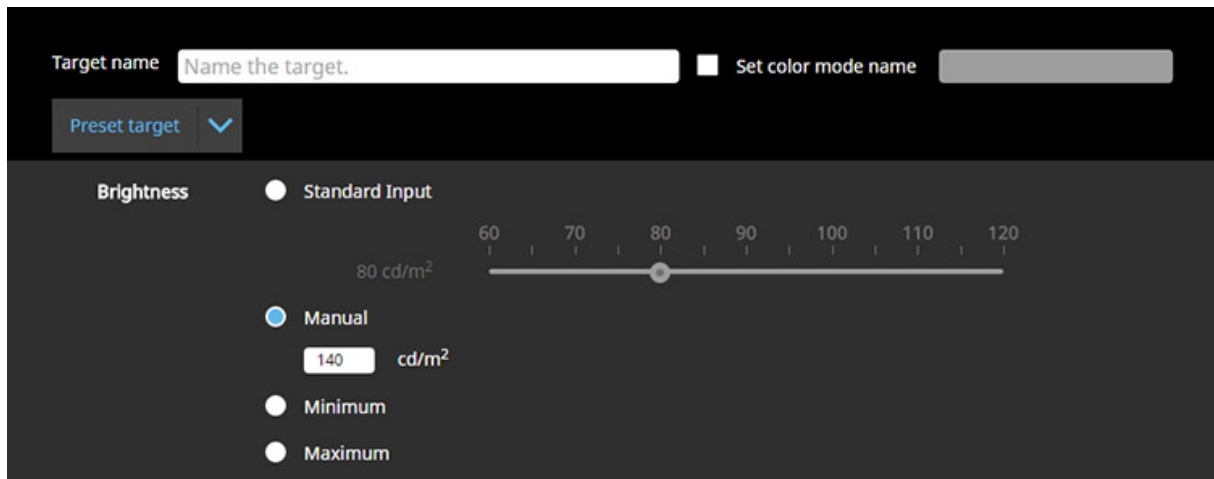 Target name Name the target. Set color mode name
Preset target
Brightness Standard Input
60 70 80 90 100 110 120
80 cd/m²
Manual
140 cd/m²
Minimum
Maximum